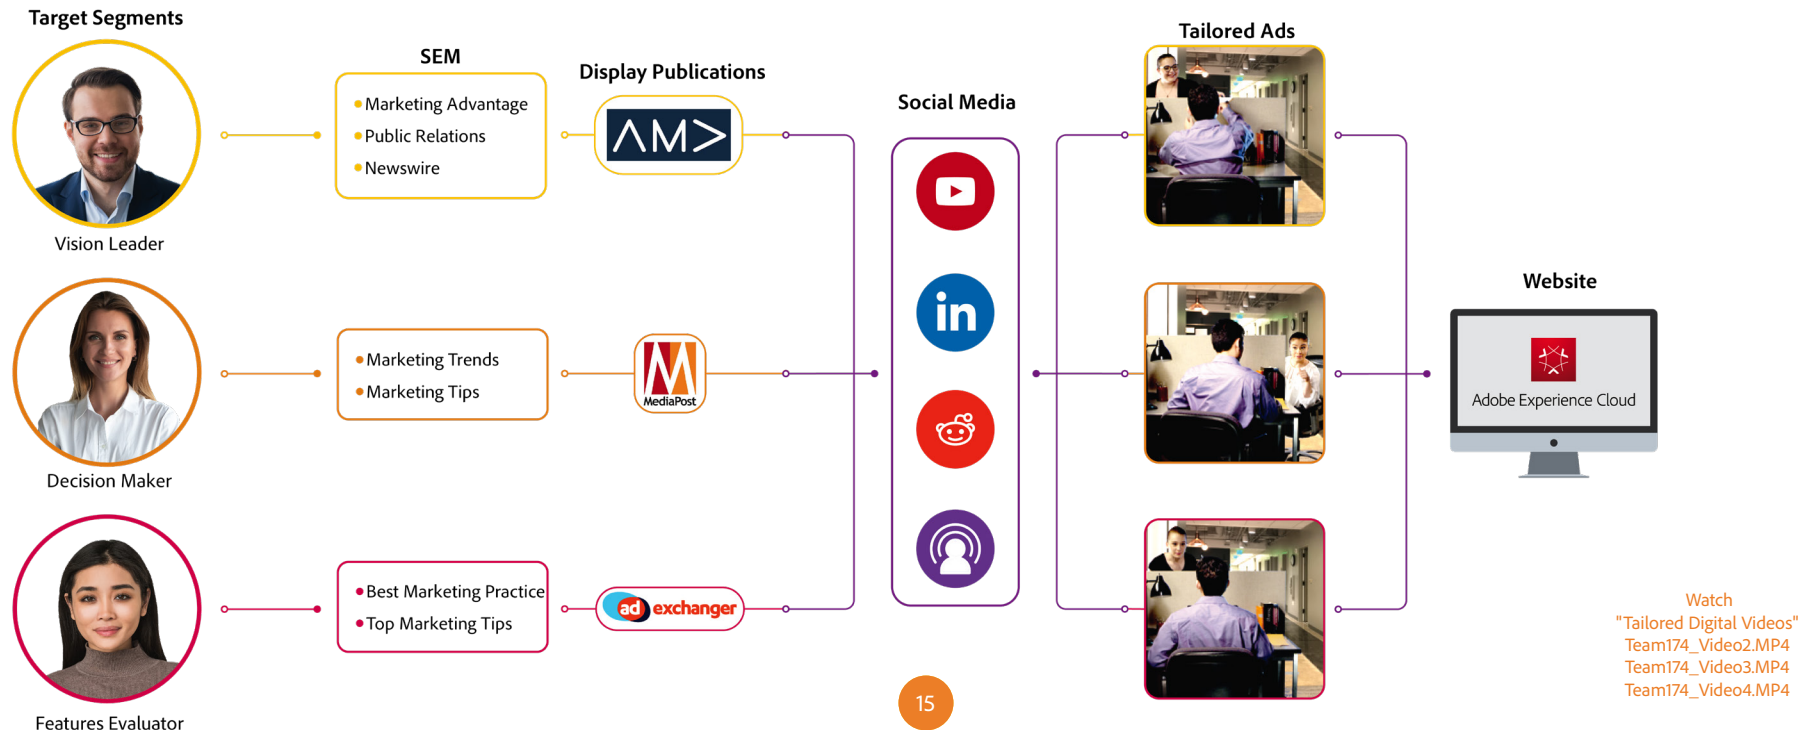 Target Segments
Vision Leader
Decision Maker
Features Evaluator
SEM
Marketing Advantage
Public Relations
Newswire
Marketing Trends
Marketing Tips
Best Marketing Practice
Top Marketing Tips
Display Publications
AMA
MediaPost
ad exchanger
Social Media
in
Tailored Ads
Website
Adobe Experience Cloud
Watch
"Tailored Digital Videos"
Team174_Video2.MP4
Team174_Video3.MP4
Team174_Video4.MP4
15